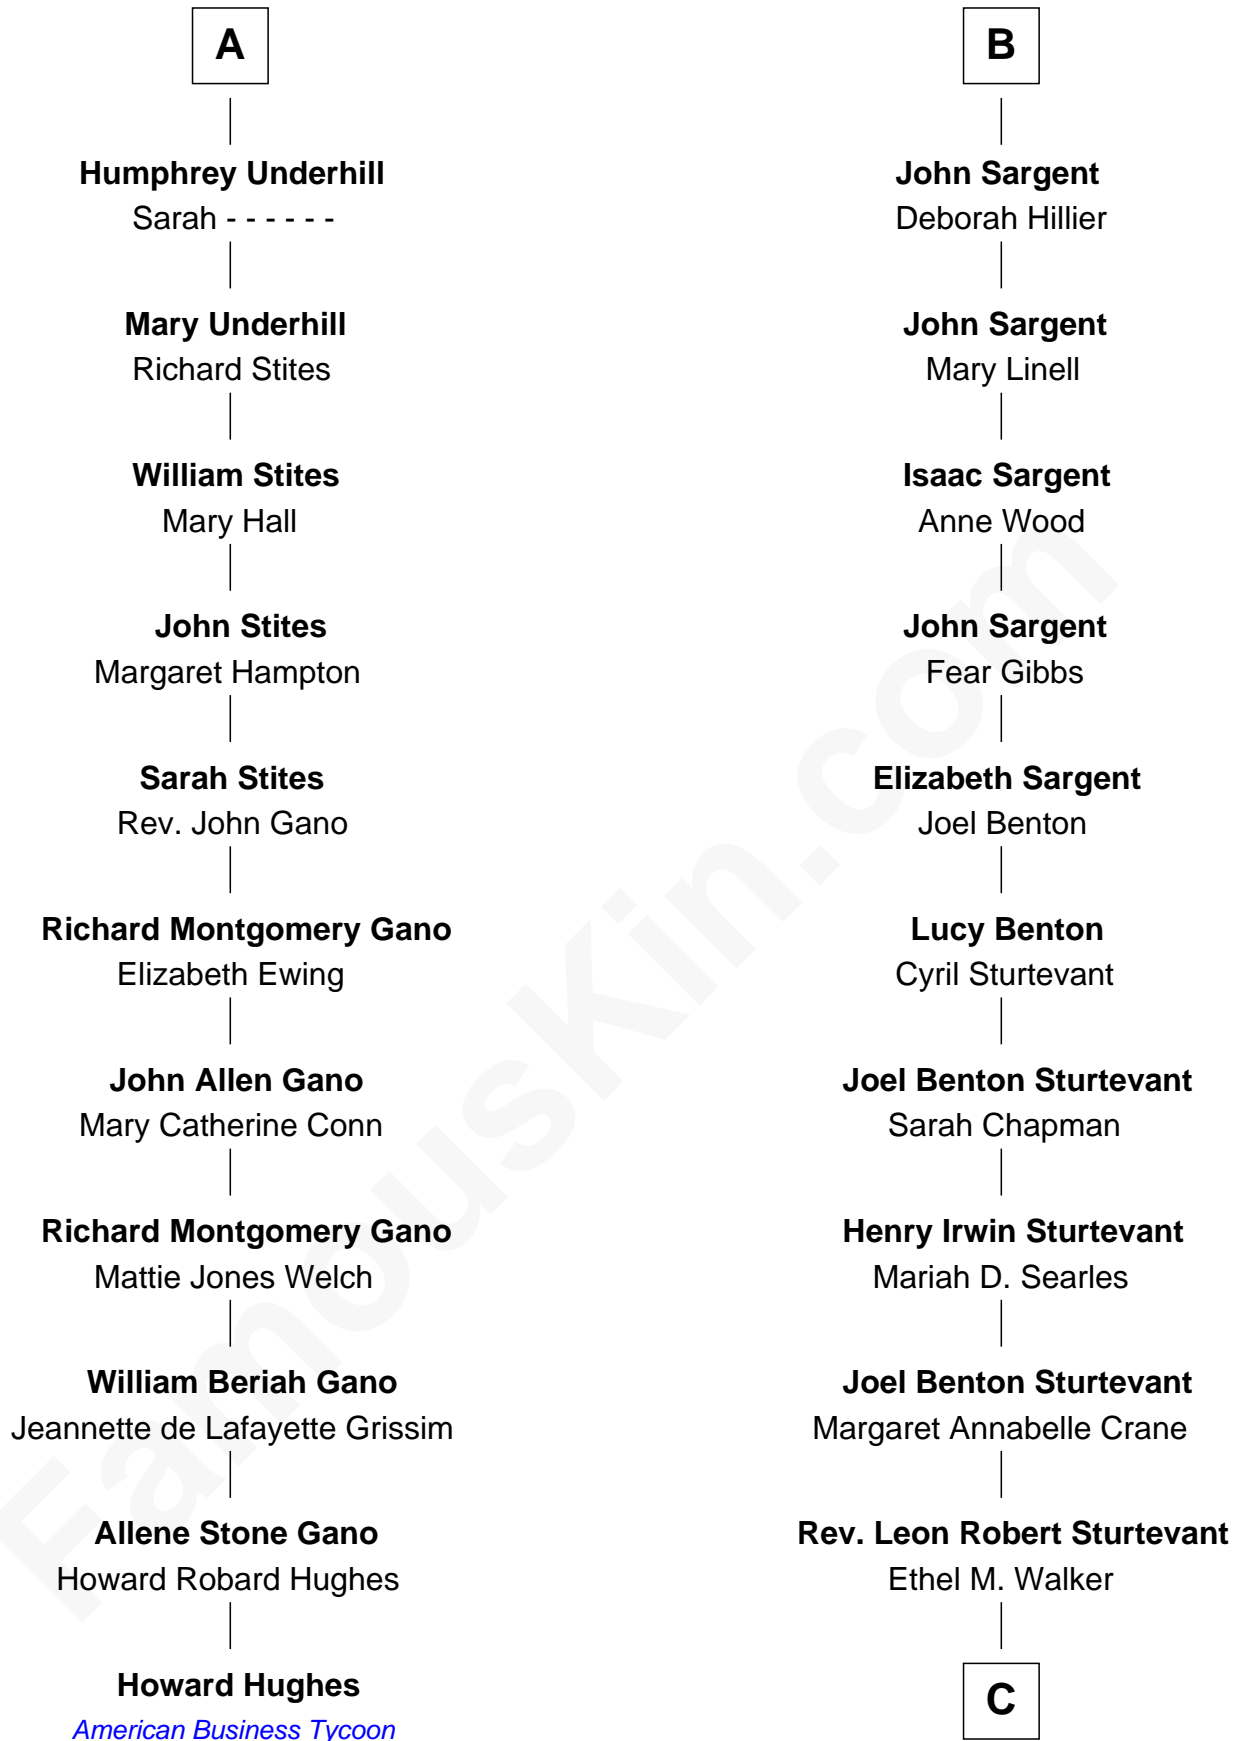 A
Humphrey Underhill
Sarah - - - - - -
Mary Underhill
Richard Stites
William Stites
Mary Hall
John Stites
Margaret Hampton
Sarah Stites
Rev. John Gano
Richard Montgomery Gano
Elizabeth Ewing
John Allen Gano
Mary Catherine Conn
Richard Montgomery Gano
Mattie Jones Welch
William Beriah Gano
Jeannette de Lafayette Grissim
Allene Stone Gano
Howard Robard Hughes
Howard Hughes
American Business Tycoon
B
John Sargent
Deborah Hillier
John Sargent
Mary Linell
Isaac Sargent
Anne Wood
John Sargent
Fear Gibbs
Elizabeth Sargent
Joel Benton
Lucy Benton
Cyril Sturtevant
Joel Benton Sturtevant
Sarah Chapman
Henry Irwin Sturtevant
Mariah D. Searles
Joel Benton Sturtevant
Margaret Annabelle Crane
Rev. Leon Robert Sturtevant
Ethel M. Walker
C
FamousKin.com